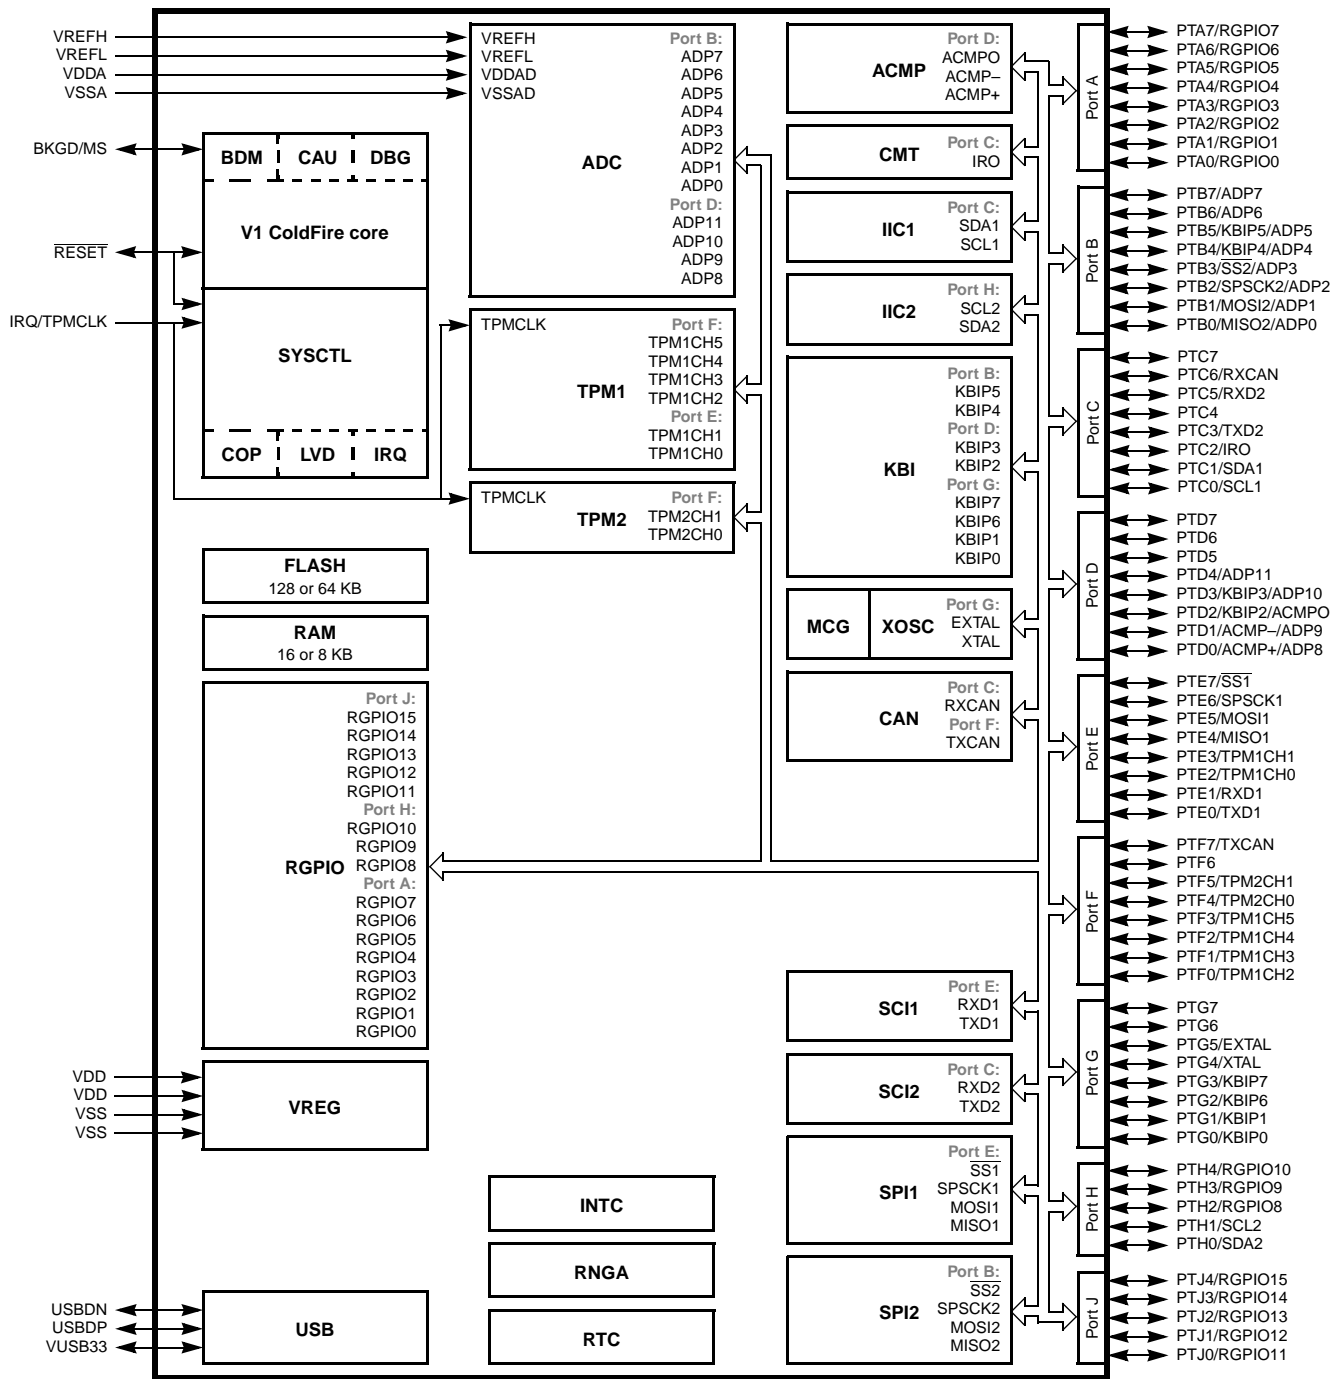 VREFH
VREFL
VDDA
VSSA
BKGD/MS
RESET
IRQ/TPMCLK
VDD
VDD
VSS
VSS
USBDN
USBDP
VUSB33
BDM CAU DBG
V1 ColdFire core
SYSCTL
COP LVD IRQ
FLASH
128 or 64 KB
RAM
16 or 8 KB
RGPIO
Port J:
RGPIO15
RGPIO14
RGPIO13
RGPIO12
RGPIO11
Port H:
RGPIO10
RGPIO9
RGPIO8
Port A:
RGPIO7
RGPIO6
RGPIO5
RGPIO4
RGPIO3
RGPIO2
RGPIO1
RGPIO0
VREG
USB
VREFH
VREFL
VDDAD
VSSAD
ADC
Port B:
ADP7
ADP6
ADP5
ADP4
ADP3
ADP2
ADP1
ADP0
Port D:
ADP11
ADP10
ADP9
ADP8
TPMCLK
TPM1
Port F:
TPM1CH5
TPM1CH4
TPM1CH3
TPM1CH2
Port E:
TPM1CH1
TPM1CH0
TPMCLK
TPM2
Port F:
TPM2CH1
TPM2CH0
INTC
RNGA
RTC
ACMP
Port D:
ACMPO
ACMP–
ACMP+
CMT
Port C:
IRO
IIC1
Port C:
SDA1
SCL1
IIC2
Port H:
SCL2
SDA2
KBI
Port B:
KBIP5
KBIP4
Port D:
KBIP3
KBIP2
Port G:
KBIP7
KBIP6
KBIP1
KBIP0
MCG
XOSC
Port G:
EXTAL
XTAL
CAN
Port C:
RXCAN
Port F:
TXCAN
SCI1
Port E:
RXD1
TXD1
SCI2
Port C:
RXD2
TXD2
SPI1
Port E:
SS1
SPSCK1
MOSI1
MISO1
SPI2
Port B:
SS2
SPSCK2
MOSI2
MISO2
Port A
PTA7/RGPIO7
PTA6/RGPIO6
PTA5/RGPIO5
PTA4/RGPIO4
PTA3/RGPIO3
PTA2/RGPIO2
PTA1/RGPIO1
PTA0/RGPIO0
Port B
PTB7/ADP7
PTB6/ADP6
PTB5/KBIP5/ADP5
PTB4/KBIP4/ADP4
PTB3/SS2/ADP3
PTB2/SPSCK2/ADP2
PTB1/MOSI2/ADP1
PTB0/MISO2/ADP0
Port C
PTC7
PTC6/RXCAN
PTC5/RXD2
PTC4
PTC3/TXD2
PTC2/IRO
PTC1/SDA1
PTC0/SCL1
Port D
PTD7
PTD6
PTD5
PTD4/ADP11
PTD3/KBIP3/ADP10
PTD2/KBIP2/ACMPO
PTD1/ACMP–/ADP9
PTD0/ACMP+/ADP8
Port E
PTE7/SS1
PTE6/SPSCK1
PTE5/MOSI1
PTE4/MISO1
PTE3/TPM1CH1
PTE2/TPM1CH0
PTE1/RXD1
PTE0/TXD1
Port F
PTF7/TXCAN
PTF6
PTF5/TPM2CH1
PTF4/TPM2CH0
PTF3/TPM1CH5
PTF2/TPM1CH4
PTF1/TPM1CH3
PTF0/TPM1CH2
Port G
PTG7
PTG6
PTG5/EXTAL
PTG4/XTAL
PTG3/KBIP7
PTG2/KBIP6
PTG1/KBIP1
PTG0/KBIP0
Port H
PTH4/RGPIO10
PTH3/RGPIO9
PTH2/RGPIO8
PTH1/SCL2
PTH0/SDA2
Port J
PTJ4/RGPIO15
PTJ3/RGPIO14
PTJ2/RGPIO13
PTJ1/RGPIO12
PTJ0/RGPIO11